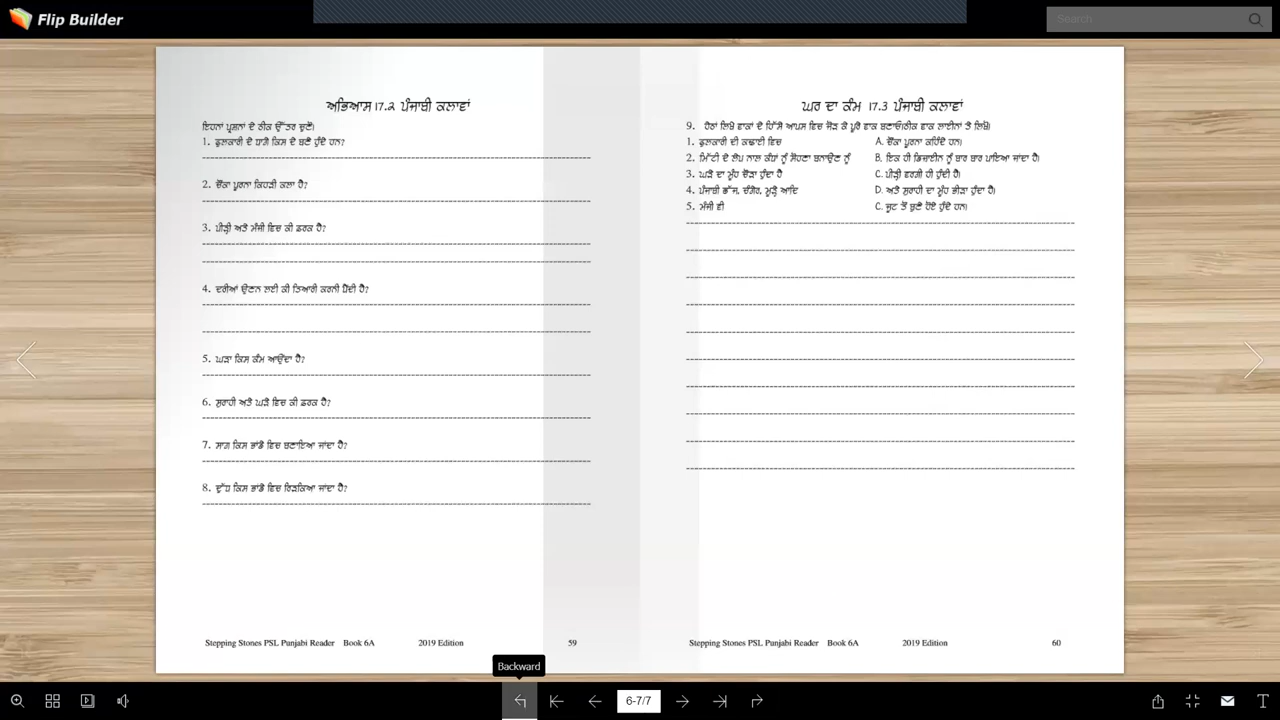 Flip Builder
Search
ਅਭਿਆਸ 17.੨ ਪੰਜਾਬੀ ਕਲਾਵਾਂ
ਇਹਨਾਂ ਪ੍ਰਸ਼ਨਾਂ ਦੇ ਠੀਕ ਉੱਤਰ ਚੁਣੋ।
1. ਫੁਲਕਾਰੀ ਦੇ ਧਾਗੇ ਕਿਸ ਦੇ ਬਣੇ ਹੁੰਦੇ ਹਨ?
2. ਚੌਕਾ ਪੂਰਨਾ ਕਿਹੜੀ ਕਲਾ ਹੈ?
3. ਪੀੜ੍ਹੀ ਅਤੇ ਮੰਜੀ ਵਿਚ ਕੀ ਫ਼ਰਕ ਹੈ?
4. ਦਰੀਆਂ ਉਣਨ ਲਈ ਕੀ ਤਿਆਰੀ ਕਰਨੀ ਪੈਂਦੀ ਹੈ?
5. ਘੜਾ ਕਿਸ ਕੰਮ ਆਉਂਦਾ ਹੈ?
6. ਸੁਰਾਹੀ ਅਤੇ ਘੜੇ ਵਿਚ ਕੀ ਫ਼ਰਕ ਹੈ?
7. ਸਾਗ ਕਿਸ ਭਾਂਡੇ ਵਿਚ ਬਣਾਇਆ ਜਾਂਦਾ ਹੈ?
8. ਦੁੱਧ ਕਿਸ ਭਾਂਡੇ ਵਿਚ ਰਿੜਕਿਆ ਜਾਂਦਾ ਹੈ?
Stepping Stones PSL Punjabi Reader Book 6A 2019 Edition 59
ਘਰ ਦਾ ਕੰਮ 17.3 ਪੰਜਾਬੀ ਕਲਾਵਾਂ
9. ਹੇਠਾਂ ਲਿਖੇ ਵਾਕਾਂ ਦੇ ਹਿੱਸੇ ਆਪਸ ਵਿਚ ਜੋੜ ਕੇ ਪੂਰੇ ਵਾਕ ਬਣਾਓ।ਠੀਕ ਵਾਕ ਲਾਈਨਾਂ ਤੇ ਲਿਖੋ।
1. ਫੁਲਕਾਰੀ ਦੀ ਕਢਾਈ ਵਿਚ A. ਚੌਂਕਾ ਪੂਰਨਾ ਕਹਿੰਦੇ ਹਨ।
2. ਮਿੱਟੀ ਦੇ ਲੇਪ ਨਾਲ ਕੰਧਾਂ ਨੂੰ ਸੋਹਣਾ ਬਨਾਉਣ ਨੂੰ B. ਇਕ ਹੀ ਡਿਜ਼ਾਈਨ ਨੂੰ ਬਾਰ ਬਾਰ ਪਾਇਆ ਜਾਂਦਾ ਹੈ।
3. ਘੜੇ ਦਾ ਮੂੰਹ ਚੌੜਾ ਹੁੰਦਾ ਹੈ C. ਪੀੜ੍ਹੀ ਵਰਗੀ ਹੀ ਹੁੰਦੀ ਹੈ।
4. ਪੰਜਾਬੀ ਛੱਜ, ਚੰਗੇਰ, ਮੂੜ੍ਹੇ ਆਦਿ D. ਅਤੇ ਸੁਰਾਹੀ ਦਾ ਮੂੰਹ ਭੀੜਾ ਹੁੰਦਾ ਹੈ।
5. ਮੰਜੀ ਵੀ C. ਜੂਟ ਤੋਂ ਬੁਣੇ ਹੋਏ ਹੁੰਦੇ ਹਨ।
Stepping Stones PSL Punjabi Reader Book 6A 2019 Edition 60
Backward
6-7/7